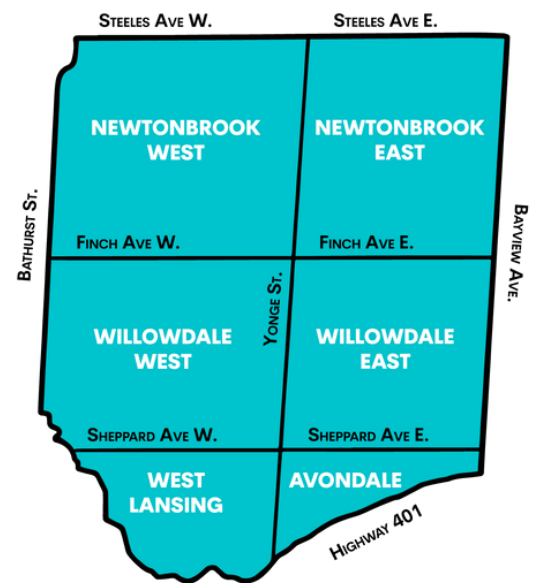 Steeles Ave W.
Steeles Ave E.
NEWTONBROOK
WEST
NEWTONBROOK
EAST
Bathurst St.
Bayview Ave.
Finch Ave W.
Finch Ave E.
Yonge St.
WILLOWDALE
WEST
WILLOWDALE
EAST
Sheppard Ave W.
Sheppard Ave E.
WEST
LANSING
AVONDALE
Highway 401